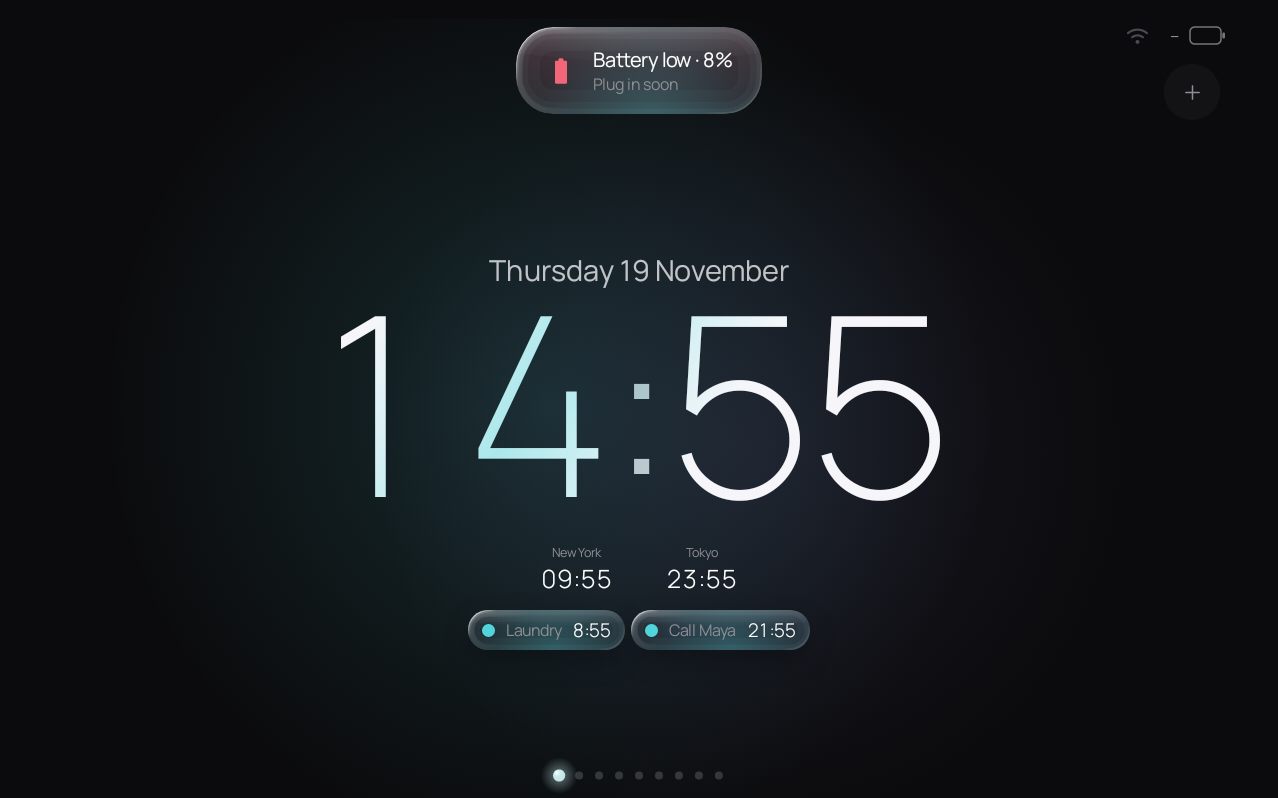 Battery low · 8%
Plug in soon
–
+
Thursday 19 November
14:55
New York
Tokyo
09:55
23:55
Laundry 8:55
Call Maya 21:55